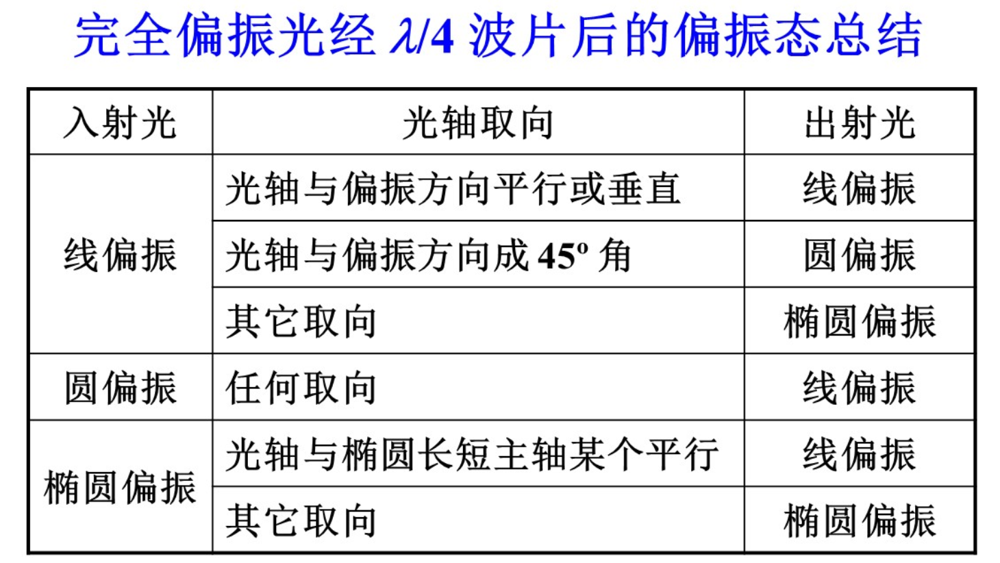 完全偏振光经 λ/4 波片后的偏振态总结
入射光 光轴取向 出射光
线偏振 光轴与偏振方向平行或垂直 线偏振
光轴与偏振方向成 45º 角 圆偏振
其它取向 椭圆偏振
圆偏振 任何取向 线偏振
椭圆偏振 光轴与椭圆长短主轴某个平行 线偏振
其它取向 椭圆偏振